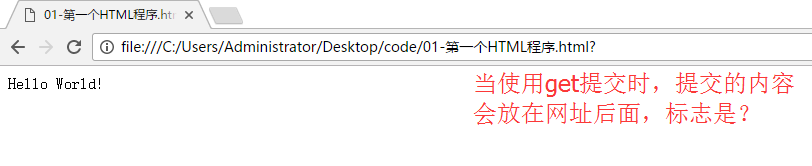 01-第一个HTML程序.ht
file:///C:/Users/Administrator/Desktop/code/01-第一个HTML程序.html?
Hello World!
当使用get提交时，提交的内容
会放在网址后面，标志是？